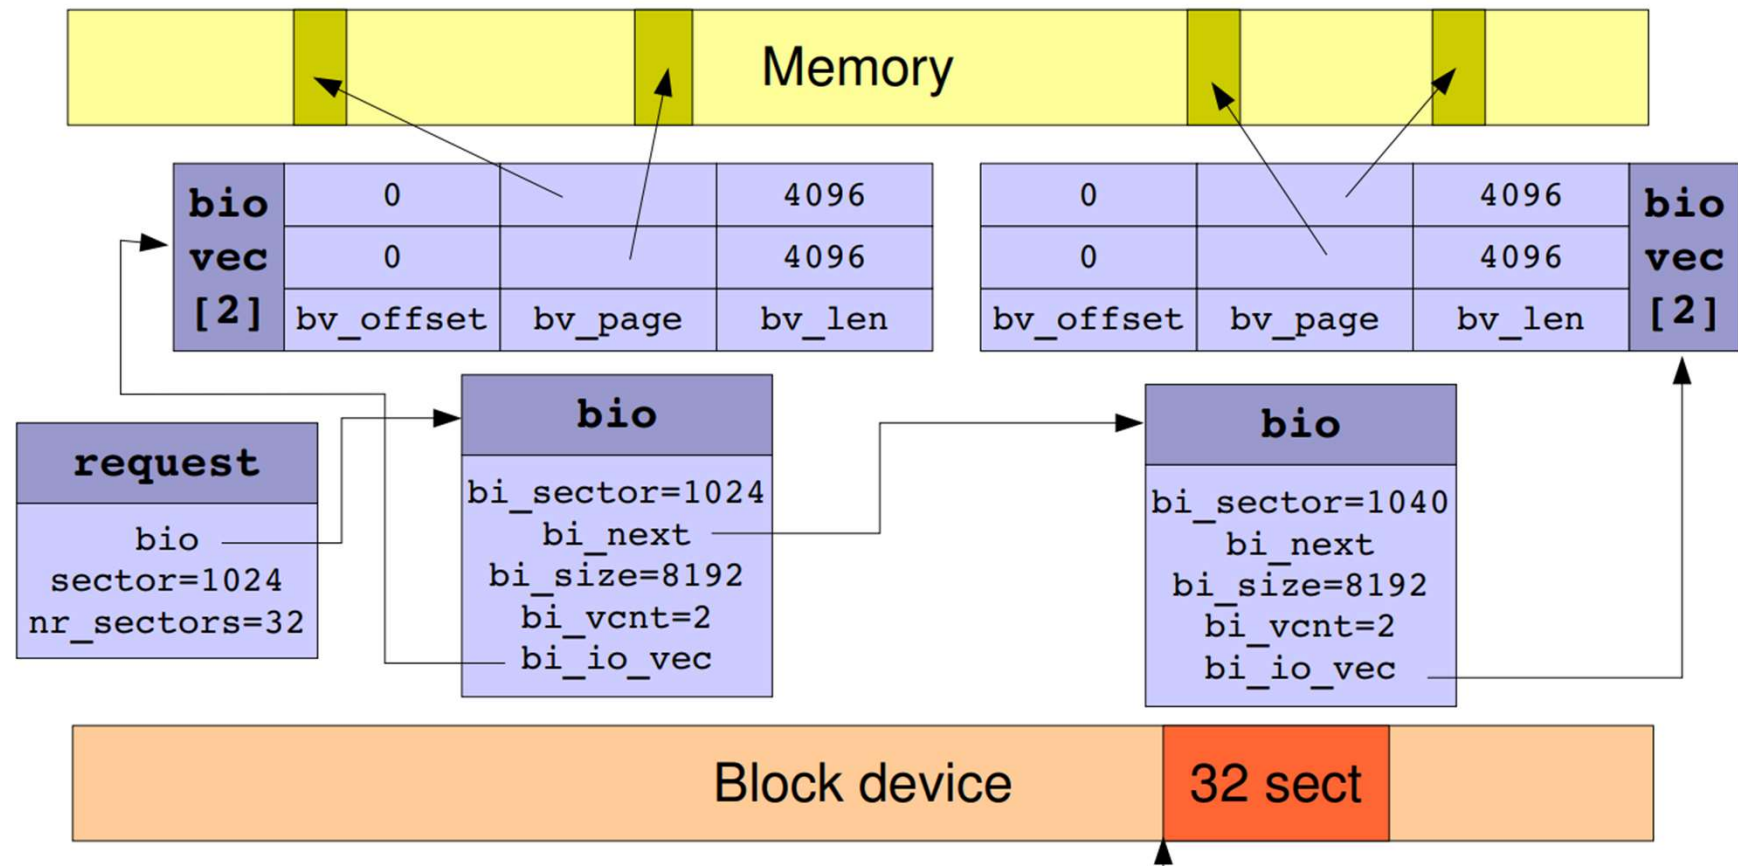 Memory
bio
vec
[2]
0
4096
0
4096
bv_offset
bv_page
bv_len
0
4096
0
4096
bv_offset
bv_page
bv_len
bio
vec
[2]
request
bio
sector=1024
nr_sectors=32
bio
bi_sector=1024
bi_next
bi_size=8192
bi_vcnt=2
bi_io_vec
bio
bi_sector=1040
bi_next
bi_size=8192
bi_vcnt=2
bi_io_vec
Block device
32 sect